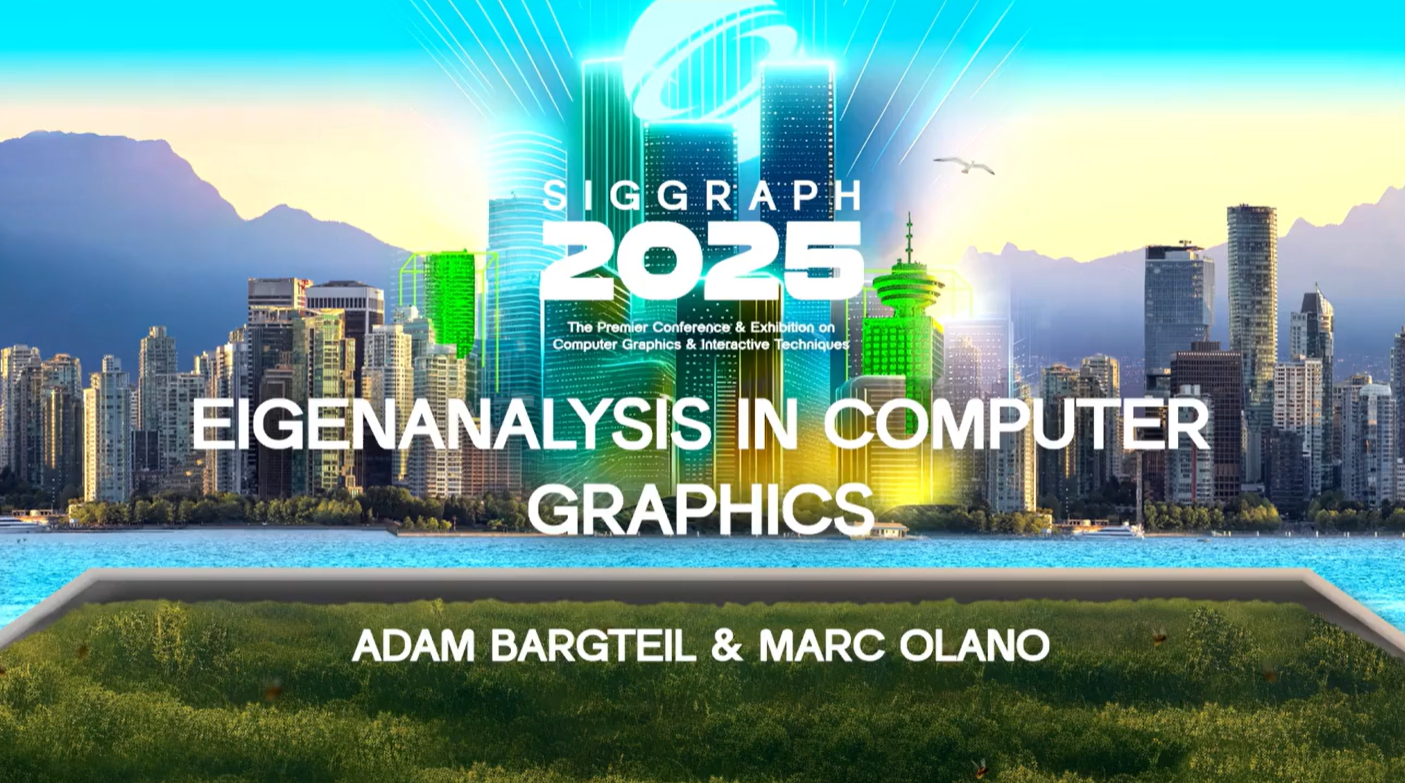 SIGGRAPH
2025
The Premier Conference & Exhibition on
Computer Graphics & Interactive Techniques
EIGENANALYSIS IN COMPUTER
GRAPHICS
ADAM BARGTEIL & MARC OLANO